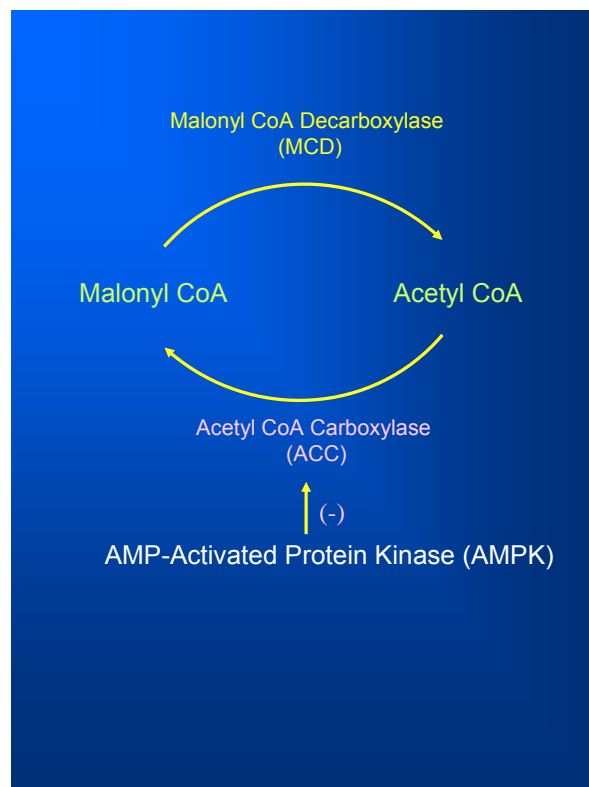 Malonyl CoA Decarboxylase
(MCD)
Malonyl CoA
Acetyl CoA
Acetyl CoA Carboxylase
(ACC)
(-)
AMP-Activated Protein Kinase (AMPK)